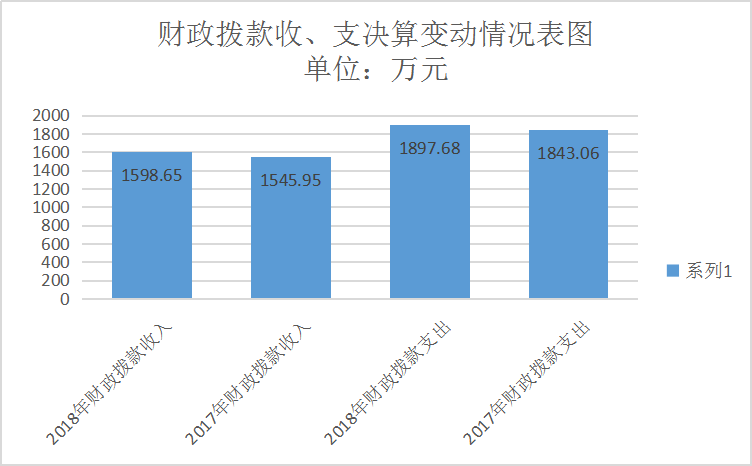 财政拨款收、支决算变动情况表图
单位：万元
2000
1800
1600
1400
1200
1000
800
600
400
200
0
1598.65
1545.95
1897.68
1843.06
2018年财政拨款收入
2017年财政拨款收入
2018年财政拨款支出
2017年财政拨款支出
系列1